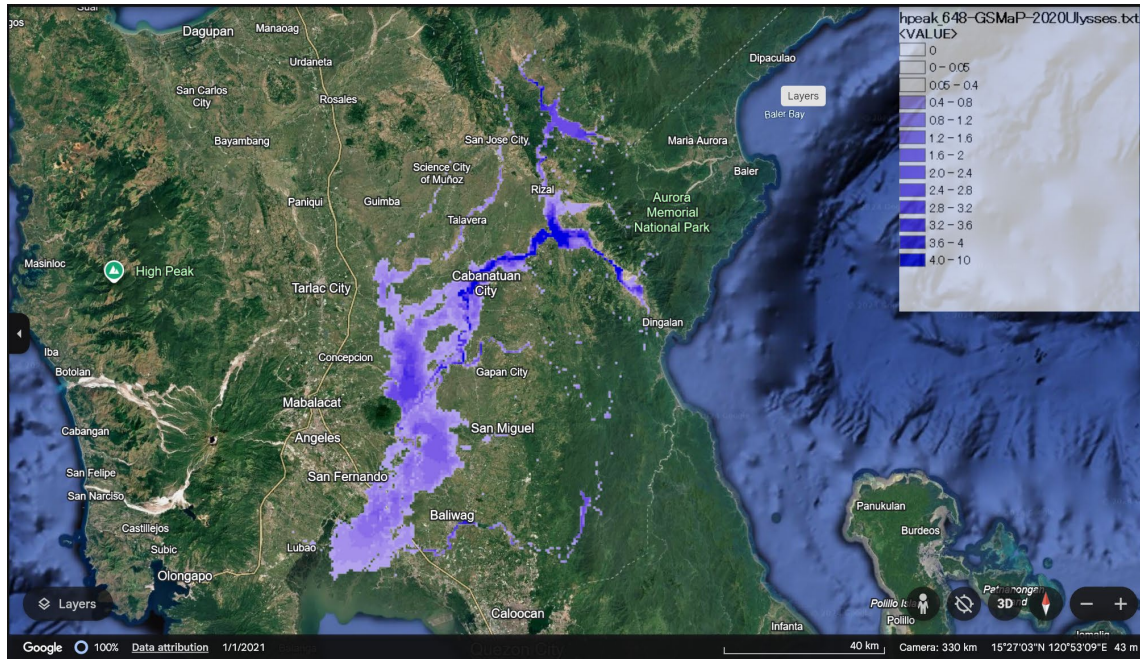 Dagupan
Manaoag
Urdaneta
San Carlos
City
Rosales
Bayambang
San Jose City
Science City
of Muñoz
Paniqui
Guimba
Rizal
Talavera
Dipaculao
Layers
Baler Bay
Maria Aurora
Baler
Aurora
Memorial
National Park
hpeak_648-GSMaP-2020Ulysses.txt
<VALUE>
0
0 - 0.05
0.05 - 0.4
0.4 - 0.8
0.8 - 1.2
1.2 - 1.6
1.6 - 2
2.0 - 2.4
2.4 - 2.8
2.8 - 3.2
3.2 - 3.6
3.6 - 4
4.0 - 10
Masinloc
High Peak
Tarlac City
Cabanatuan
City
Dingalan
Iba
Botolan
Concepcion
Gapan City
Mabalacat
Cabangan
Angeles
San Miguel
San Felipe
San Narciso
San Fernando
Castillejos
Baliwag
Subic
Lubao
Olongapo
Panukulan
Burdeos
Caloocan
Infanta
Polillo
Layers
3D
Google
100%
Data attribution
1/1/2021
Quezon City
40 km
Camera: 330 km
15°27'03"N 120°53'09"E
43 m